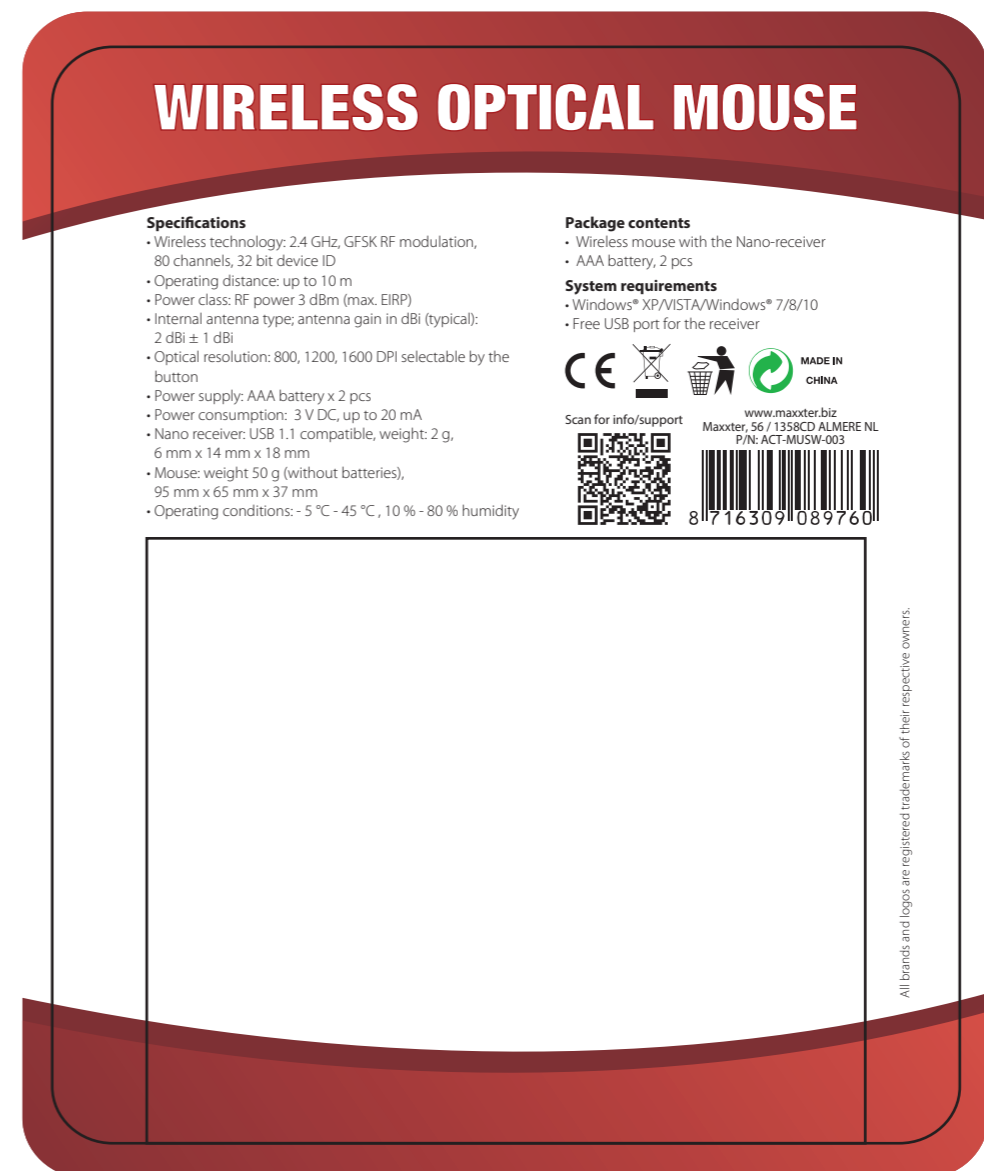 WIRELESS OPTICAL MOUSE
Specifications
• Wireless technology: 2.4 GHz, GFSK RF modulation,
80 channels, 32 bit device ID
• Operating distance: up to 10 m
• Power class: RF power 3 dBm (max. EIRP)
• Internal antenna type; antenna gain in dBi (typical):
2 dBi ± 1 dBi
• Optical resolution: 800, 1200, 1600 DPI selectable by the
button
• Power supply: AAA battery x 2 pcs
• Power consumption: 3 V DC, up to 20 mA
• Nano receiver: USB 1.1 compatible, weight: 2 g,
6 mm x 14 mm x 18 mm
• Mouse: weight 50 g (without batteries),
95 mm x 65 mm x 37 mm
• Operating conditions: - 5 °C - 45 °C , 10 % - 80 % humidity
Package contents
• Wireless mouse with the Nano-receiver
• AAA battery, 2 pcs
System requirements
• Windows® XP/VISTA/Windows® 7/8/10
• Free USB port for the receiver
CE
MADE IN
CHINA
Scan for info/support
www.maxxter.biz
Maxxter, 56 / 1358CD ALMERE NL
P/N: ACT-MUSW-003
8 716309 089760
All brands and logos are registered trademarks of their respective owners.